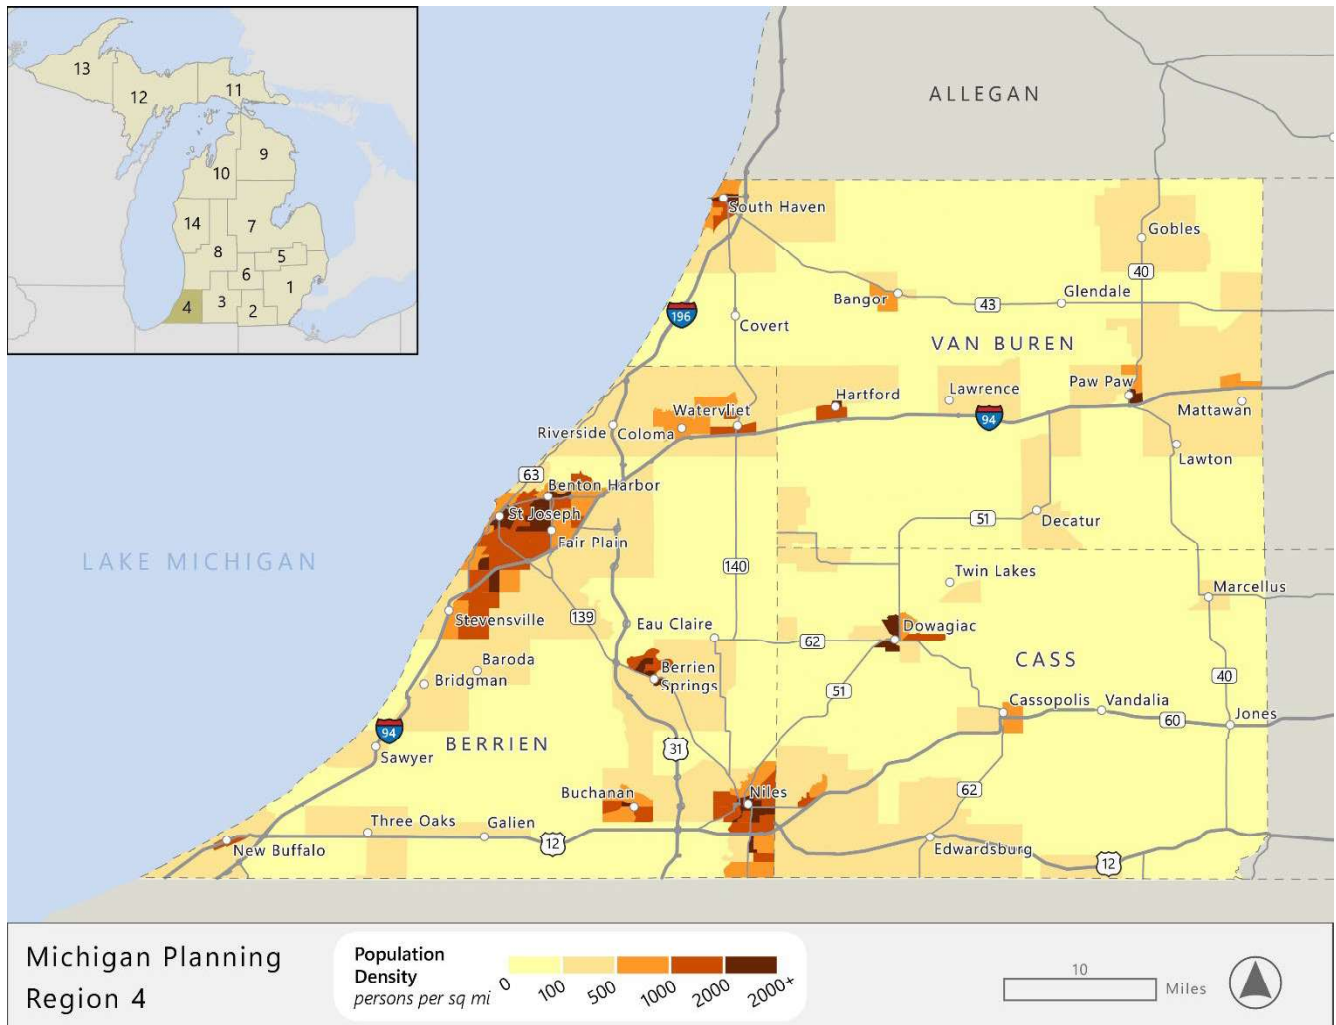 13
12
11
9
10
14
7
8
5
6
1
4
3
2
ALLEGAN
South Haven
Gobles
40
Bangor
43
Glendale
196
Covert
VAN BUREN
Paw Paw
Hartford
Lawrence
Mattawan
94
Watervliet
Riverside
Coloma
Lawton
63
Benton Harbor
St Joseph
Fair Plain
51
Decatur
LAKE MICHIGAN
140
Twin Lakes
Marcellus
Stevensville
139
Eau Claire
62
Dowagiac
Baroda
Bridgman
Berrien
Springs
CASS
51
40
Cassopolis
Vandalia
60
Jones
94
BERRIEN
31
Sawyer
Buchanan
Niles
62
Three Oaks
Galien
12
New Buffalo
Edwardsburg
12
Michigan Planning
Region 4
Population
Density
persons per sq mi
0
100
500
1000
2000
2000+
10
Miles